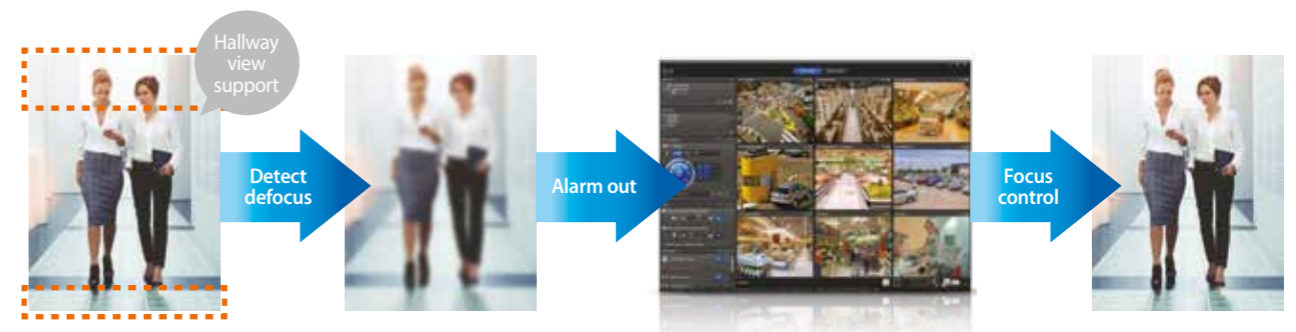 Hallway
view
support
Detect
defocus
Alarm out
Focus
control